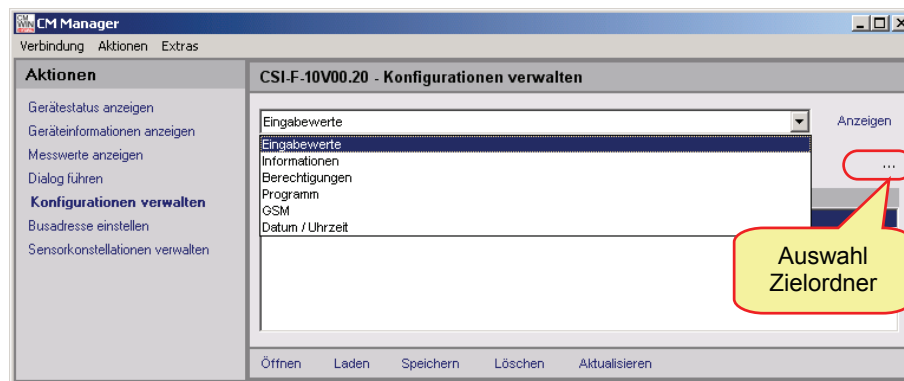 CM WIN CM Manager
Verbindung Aktionen Extras
Aktionen
Gerätestatus anzeigen
Geräteinformationen anzeigen
Messwerte anzeigen
Dialog führen
Konfigurationen verwalten
Busadresse einstellen
Sensorkonstellationen verwalten
CSI-F-10V00.20 - Konfigurationen verwalten
Eingabewerte
Anzeigen
Eingabewerte
Informationen
Berechtigungen
Programm
GSM
Datum / Uhrzeit
...
Auswahl
Zielordner
Öffnen Laden Speichern Löschen Aktualisieren